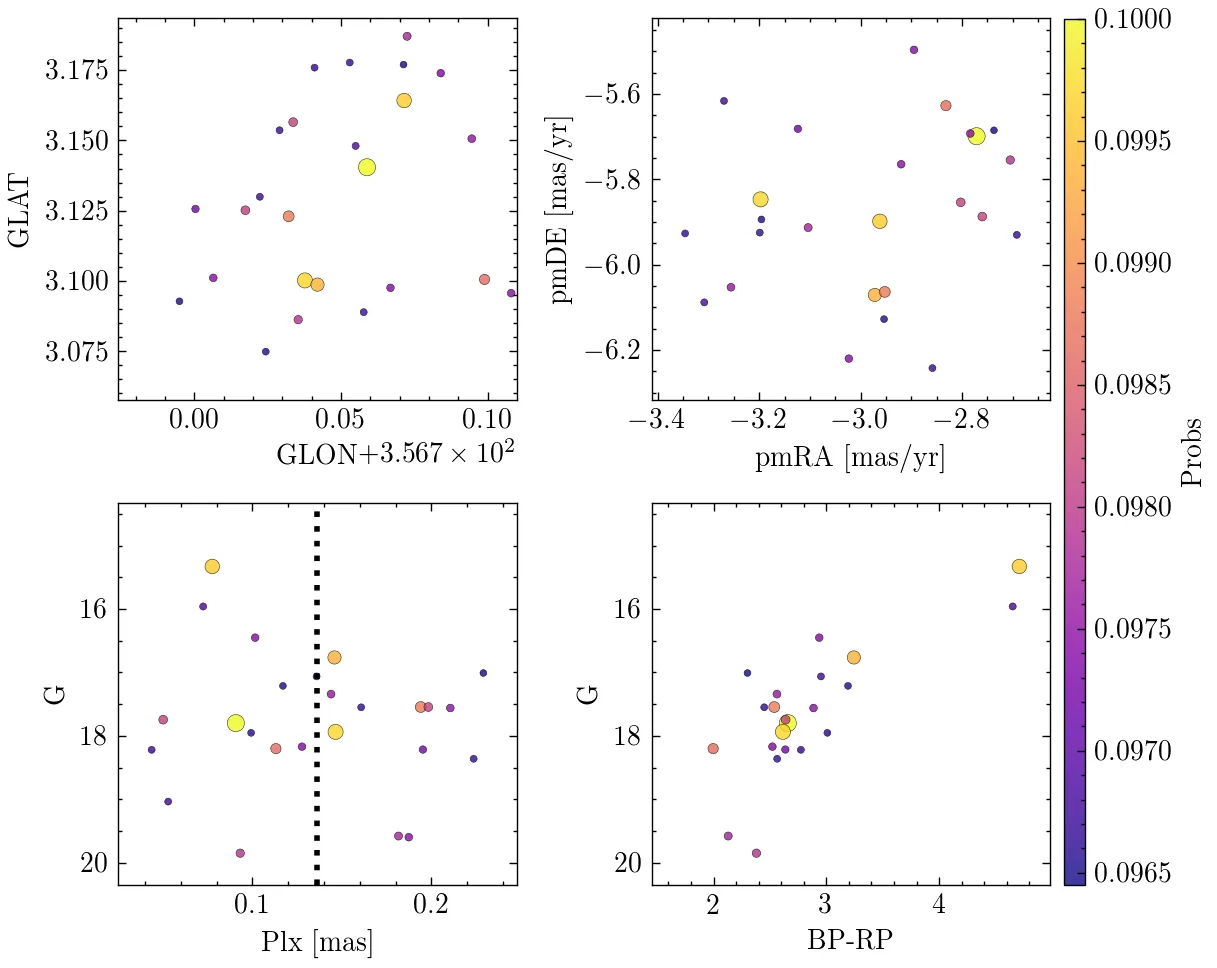 3.175
3.150
3.125
3.100
3.075
GLAT
0.00 0.05 0.10
GLON+3.567 × 10²
−5.6
−5.8
−6.0
−6.2
pmDE [mas/yr]
−3.4 −3.2 −3.0 −2.8
pmRA [mas/yr]
16
18
20
G
0.1 0.2
Plx [mas]
16
18
20
G
2 3 4
BP-RP
0.1000
0.0995
0.0990
0.0985
0.0980
0.0975
0.0970
0.0965
Probs